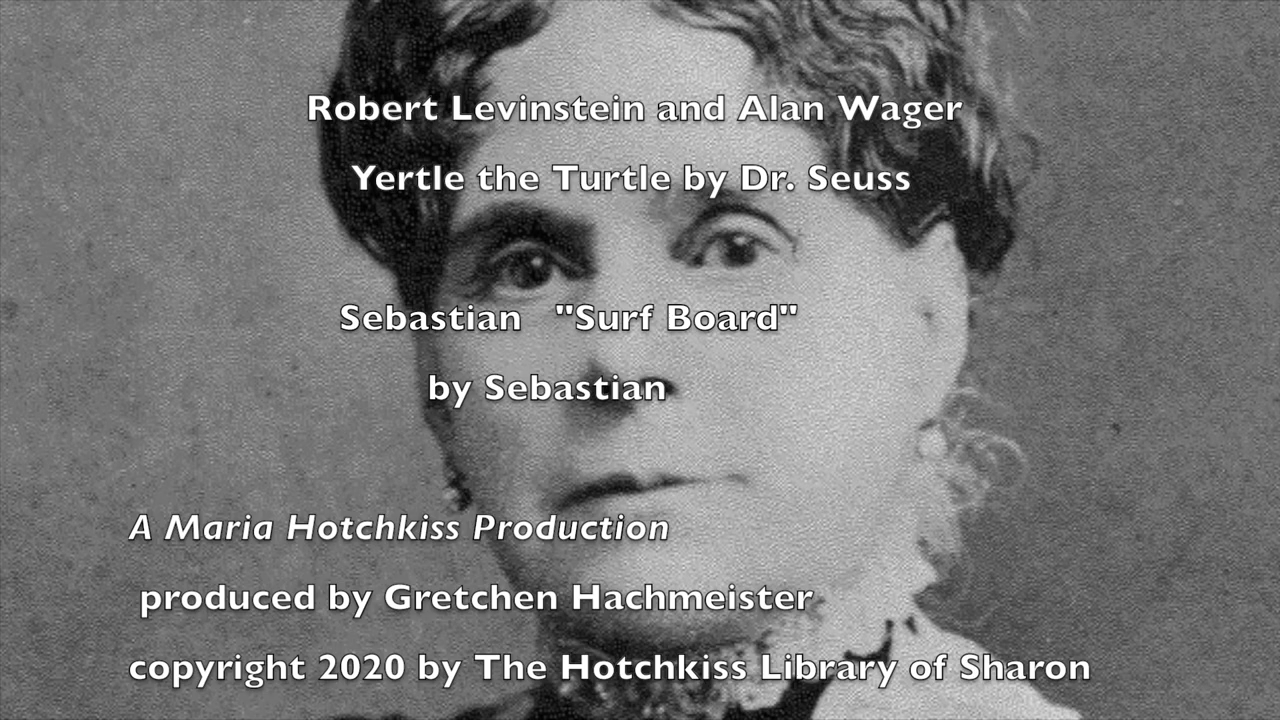 Robert Levinstein and Alan Wager
Yertle the Turtle by Dr. Seuss
Sebastian "Surf Board"
by Sebastian
A Maria Hotchkiss Production
produced by Gretchen Hachmeister
copyright 2020 by The Hotchkiss Library of Sharon